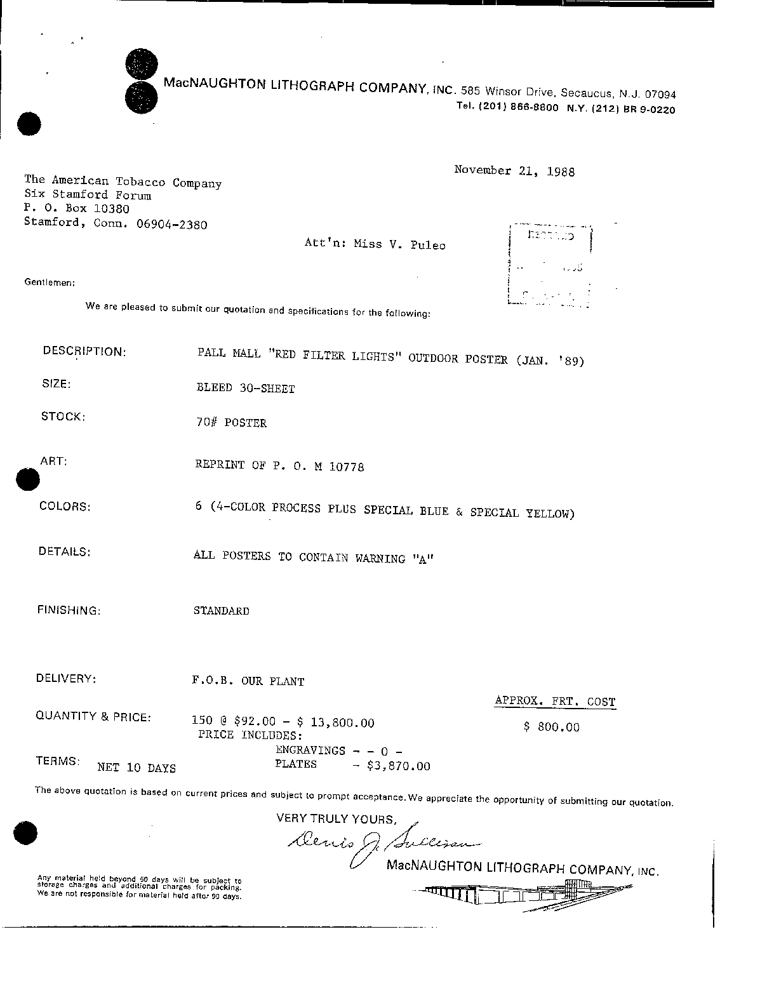 MacNAUGHTON LITHOGRAPH COMPANY, INC. 585 Winsor Drive, Secaucus, N.J. 07094
Tel. (201) 866-8800 N.Y. (212) BR 9-0220
November 21, 1988
The American Tobacco Company
Six Stamford Forum
P. O. Box 10380
Stamford, Conn. 06904-2380
Att'n: Miss V. Puleo
Gentlemen:
We are pleased to submit our quotation and specifications for the following:
DESCRIPTION: PALL MALL "RED FILTER LIGHTS" OUTDOOR POSTER (JAN. '89)
SIZE: BLEED 30-SHEET
STOCK: 70# POSTER
ART: REPRINT OF P. O. M 10778
COLORS: 6 (4-COLOR PROCESS PLUS SPECIAL BLUE & SPECIAL YELLOW)
DETAILS: ALL POSTERS TO CONTAIN WARNING "A"
FINISHING: STANDARD
DELIVERY: F.O.B. OUR PLANT
APPROX. FRT. COST
QUANTITY & PRICE: 150 @ $92.00 - $ 13,800.00 $ 800.00
PRICE INCLUDES:
ENGRAVINGS - - 0 -
TERMS: NET 10 DAYS PLATES - $3,870.00
The above quotation is based on current prices and subject to prompt acceptance. We appreciate the opportunity of submitting our quotation.
VERY TRULY YOURS,
Denis J. Sullivan
MacNAUGHTON LITHOGRAPH COMPANY, INC.
Any material held beyond 90 days will be subject to
storage charges and additional charges for packing.
We are not responsible for material held after 90 days.